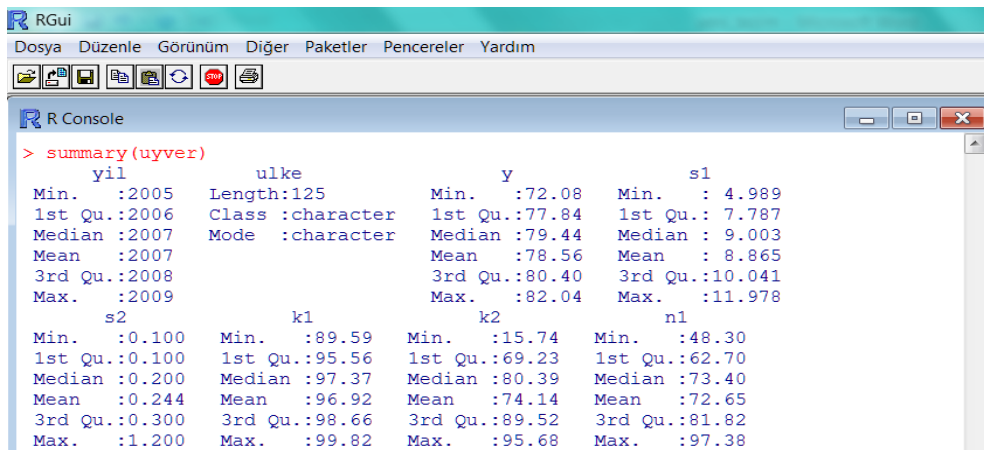 RGui
Dosya Düzenle Görünüm Diğer Paketler Pencereler Yardım
STOP
R Console
> summary(uyver)
      yil           ulke                 y               s1
 Min.   :2005   Length:125         Min.   :72.08   Min.   : 4.989
 1st Qu.:2006   Class :character   1st Qu.:77.84   1st Qu.: 7.787
 Median :2007   Mode  :character   Median :79.44   Median : 9.003
 Mean   :2007                      Mean   :78.56   Mean   : 8.865
 3rd Qu.:2008                      3rd Qu.:80.40   3rd Qu.:10.041
 Max.   :2009                      Max.   :82.04   Max.   :11.978
       s2              k1              k2              n1
 Min.   :0.100   Min.   :89.59   Min.   :15.74   Min.   :48.30
 1st Qu.:0.100   1st Qu.:95.56   1st Qu.:69.23   1st Qu.:62.70
 Median :0.200   Median :97.37   Median :80.39   Median :73.40
 Mean   :0.244   Mean   :96.92   Mean   :74.14   Mean   :72.65
 3rd Qu.:0.300   3rd Qu.:98.66   3rd Qu.:89.52   3rd Qu.:81.82
 Max.   :1.200   Max.   :99.82   Max.   :95.68   Max.   :97.38